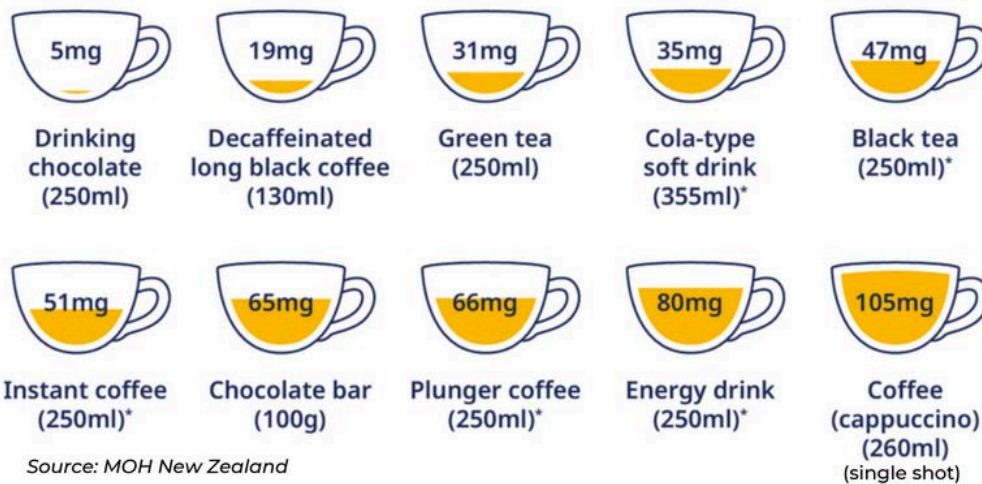 5mg
19mg
31mg
35mg
47mg
Drinking
chocolate
(250ml)
Decaffeinated
long black coffee
(130ml)
Green tea
(250ml)
Cola-type
soft drink
(355ml)*
Black tea
(250ml)*
51mg
65mg
66mg
80mg
105mg
Instant coffee
(250ml)*
Chocolate bar
(100g)
Plunger coffee
(250ml)*
Energy drink
(250ml)*
Coffee
(cappuccino)
(260ml)
(single shot)
Source: MOH New Zealand